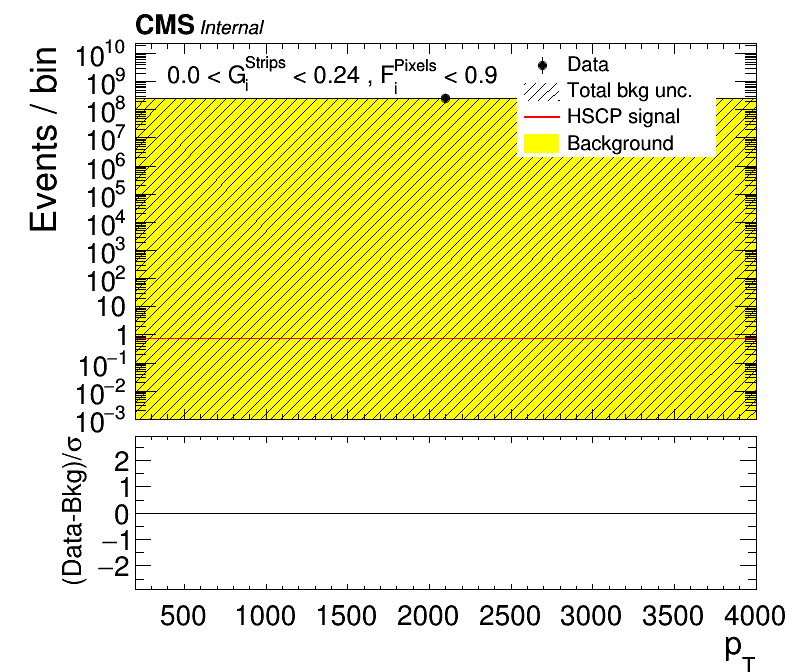 CMS Internal
Events / bin
0.0 < G_i^Strips < 0.24 , F_i^Pixels < 0.9
Data
Total bkg unc.
HSCP signal
Background
10^10
10^9
10^8
10^7
10^6
10^5
10^4
10^3
10^2
10
1
10^−1
10^−2
10^−3
(Data-Bkg)/σ
2
1
0
−1
−2
500 1000 1500 2000 2500 3000 3500 4000
p_T